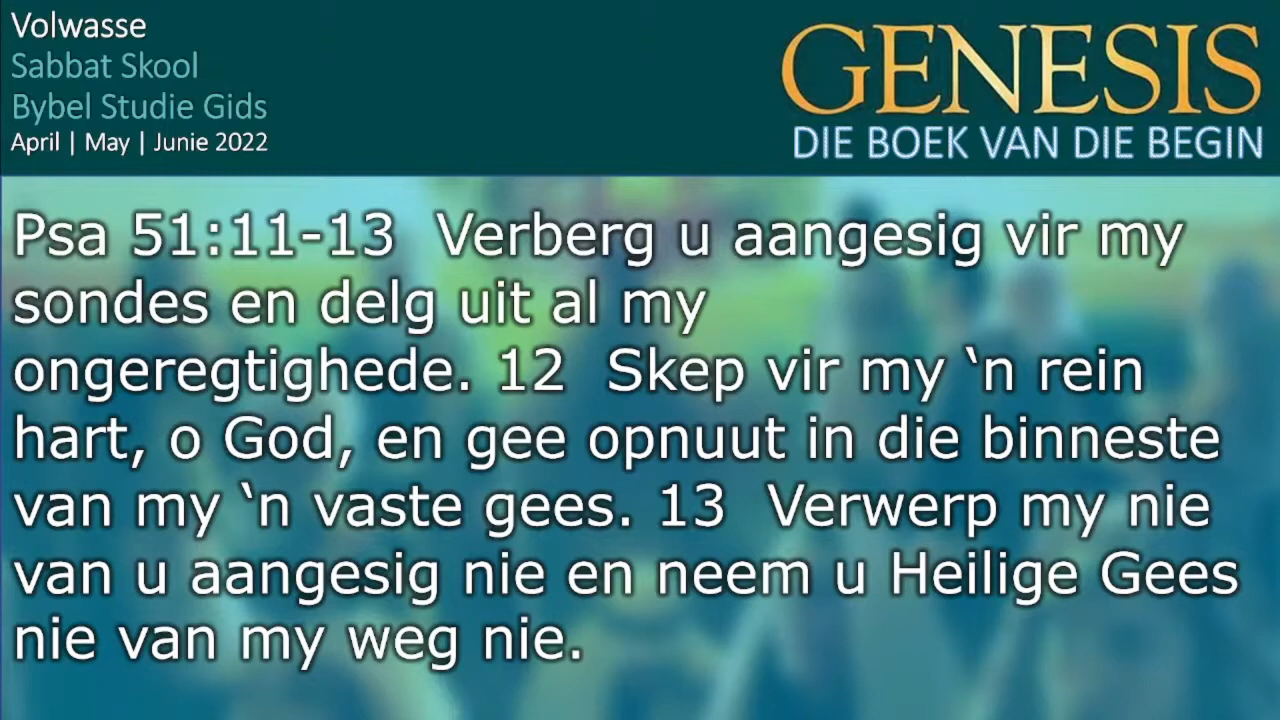 Volwasse
Sabbat Skool
Bybel Studie Gids
April | May | Junie 2022
GENESIS
DIE BOEK VAN DIE BEGIN
Psa 51:11-13  Verberg u aangesig vir my
sondes en delg uit al my
ongeregtighede. 12  Skep vir my ‘n rein
hart, o God, en gee opnuut in die binneste
van my ‘n vaste gees. 13  Verwerp my nie
van u aangesig nie en neem u Heilige Gees
nie van my weg nie.